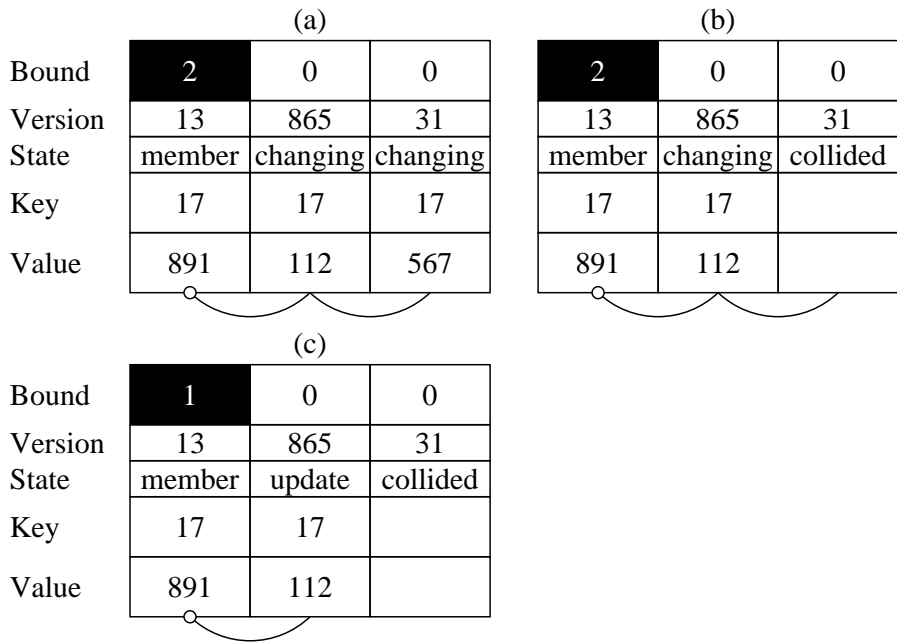 (a) (b)
Bound 2 0 0 2 0 0
Version 13 865 31 13 865 31
State member changing changing member changing collided
Key 17 17 17 17 17
Value 891 112 567 891 112
(c)
Bound 1 0 0
Version 13 865 31
State member update collided
Key 17 17
Value 891 112